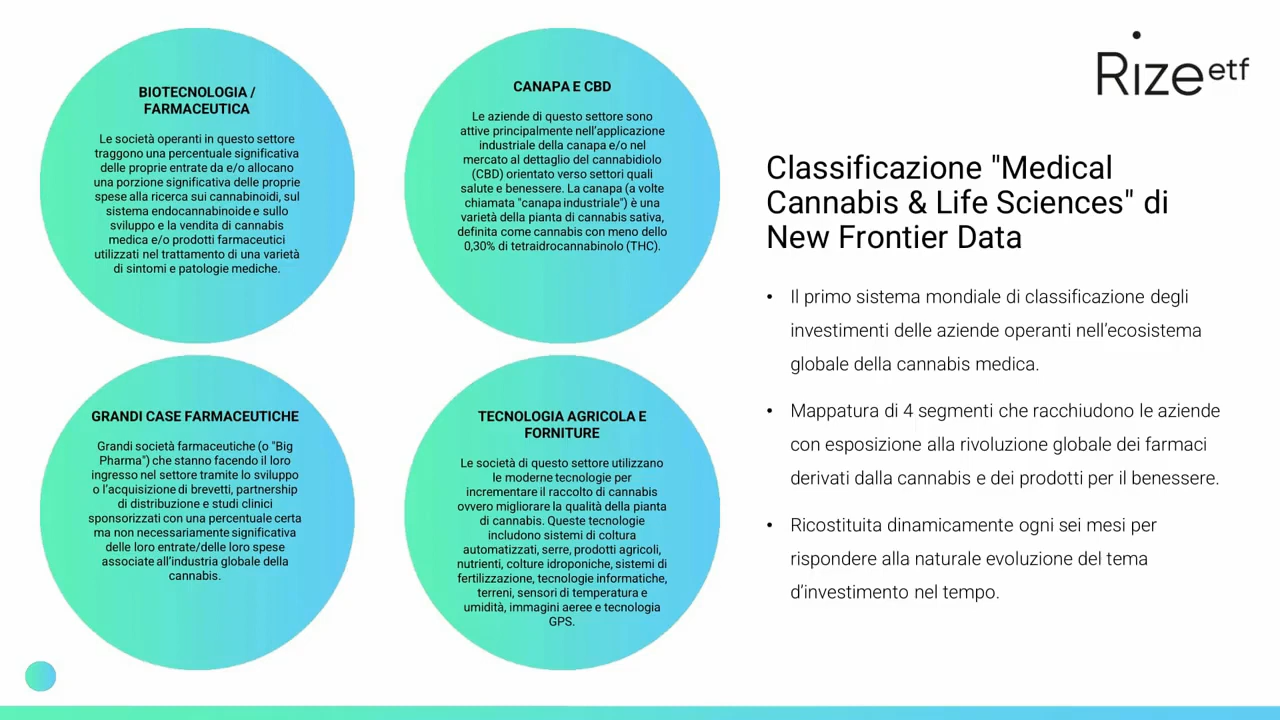 BIOTECNOLOGIA /
FARMACEUTICA
Le società operanti in questo settore
traggono una percentuale significativa
delle proprie entrate da e/o allocano
una porzione significativa delle proprie
spese alla ricerca sui cannabinoidi, sul
sistema endocannabinoide e sullo
sviluppo e la vendita di cannabis
medica e/o prodotti farmaceutici
utilizzati nel trattamento di una varietà
di sintomi e patologie mediche.
CANAPA E CBD
Le aziende di questo settore sono
attive principalmente nell'applicazione
industriale della canapa e/o nel
mercato al dettaglio del cannabidiolo
(CBD) orientato verso settori quali
salute e benessere. La canapa (a volte
chiamata "canapa industriale") è una
varietà della pianta di cannabis sativa,
definita come cannabis con meno dello
0,30% di tetraidrocannabinolo (THC).
GRANDI CASE FARMACEUTICHE
Grandi società farmaceutiche (o "Big
Pharma") che stanno facendo il loro
ingresso nel settore tramite lo sviluppo
o l'acquisizione di brevetti, partnership
di distribuzione e studi clinici
sponsorizzati con una percentuale certa
ma non necessariamente significativa
delle loro entrate/delle loro spese
associate all'industria globale della
cannabis.
TECNOLOGIA AGRICOLA E
FORNITURE
Le società di questo settore utilizzano
le moderne tecnologie per
incrementare il raccolto di cannabis
ovvero migliorare la qualità della pianta
di cannabis. Queste tecnologie
includono sistemi di coltura
automatizzati, serre, prodotti agricoli,
nutrienti, colture idroponiche, sistemi di
fertilizzazione, tecnologie informatiche,
terreni, sensori di temperatura e
umidità, immagini aeree e tecnologia
GPS.
Rize etf
Classificazione "Medical
Cannabis & Life Sciences" di
New Frontier Data
• Il primo sistema mondiale di classificazione degli
investimenti delle aziende operanti nell'ecosistema
globale della cannabis medica.
• Mappatura di 4 segmenti che racchiudono le aziende
con esposizione alla rivoluzione globale dei farmaci
derivati dalla cannabis e dei prodotti per il benessere.
• Ricostituita dinamicamente ogni sei mesi per
rispondere alla naturale evoluzione del tema
d'investimento nel tempo.